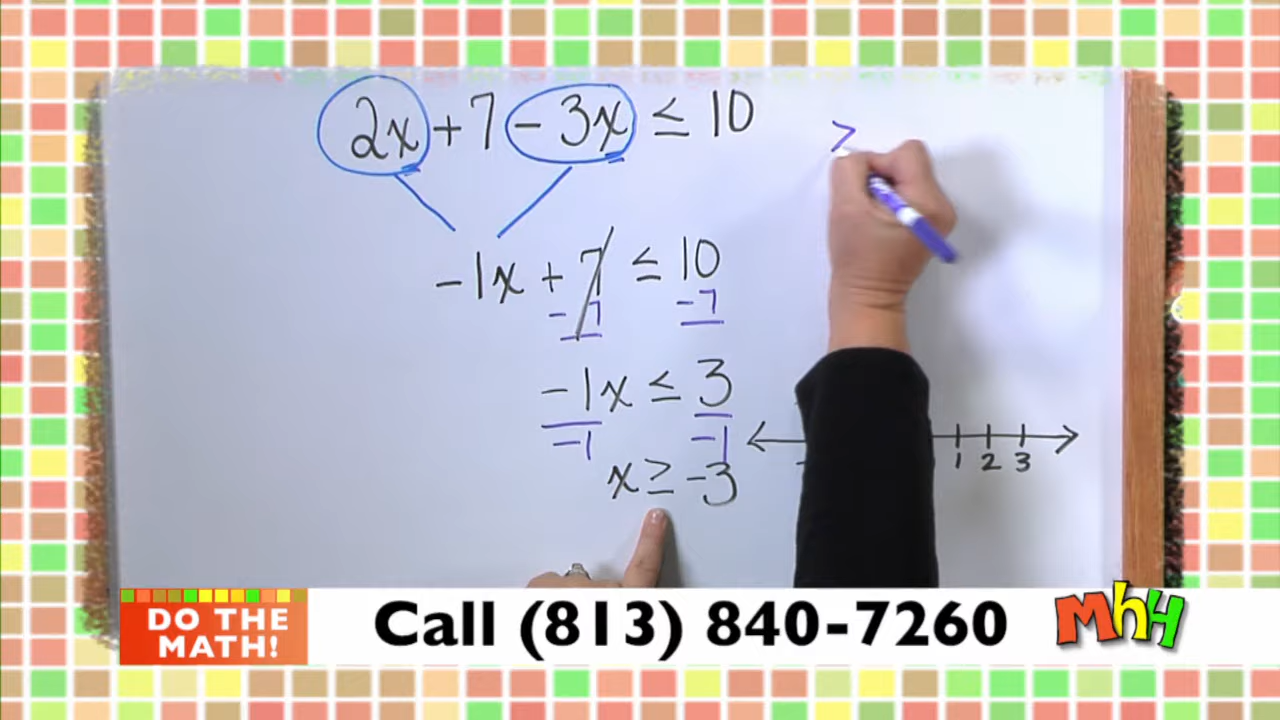 2x + 7 - 3x ≤ 10
>
-1x + 7 ≤ 10
-7 -7
-1x ≤ 3
-1 -1
1 2 3
x ≥ -3
DO THE
MATH!
Call (813) 840-7260
Mh4